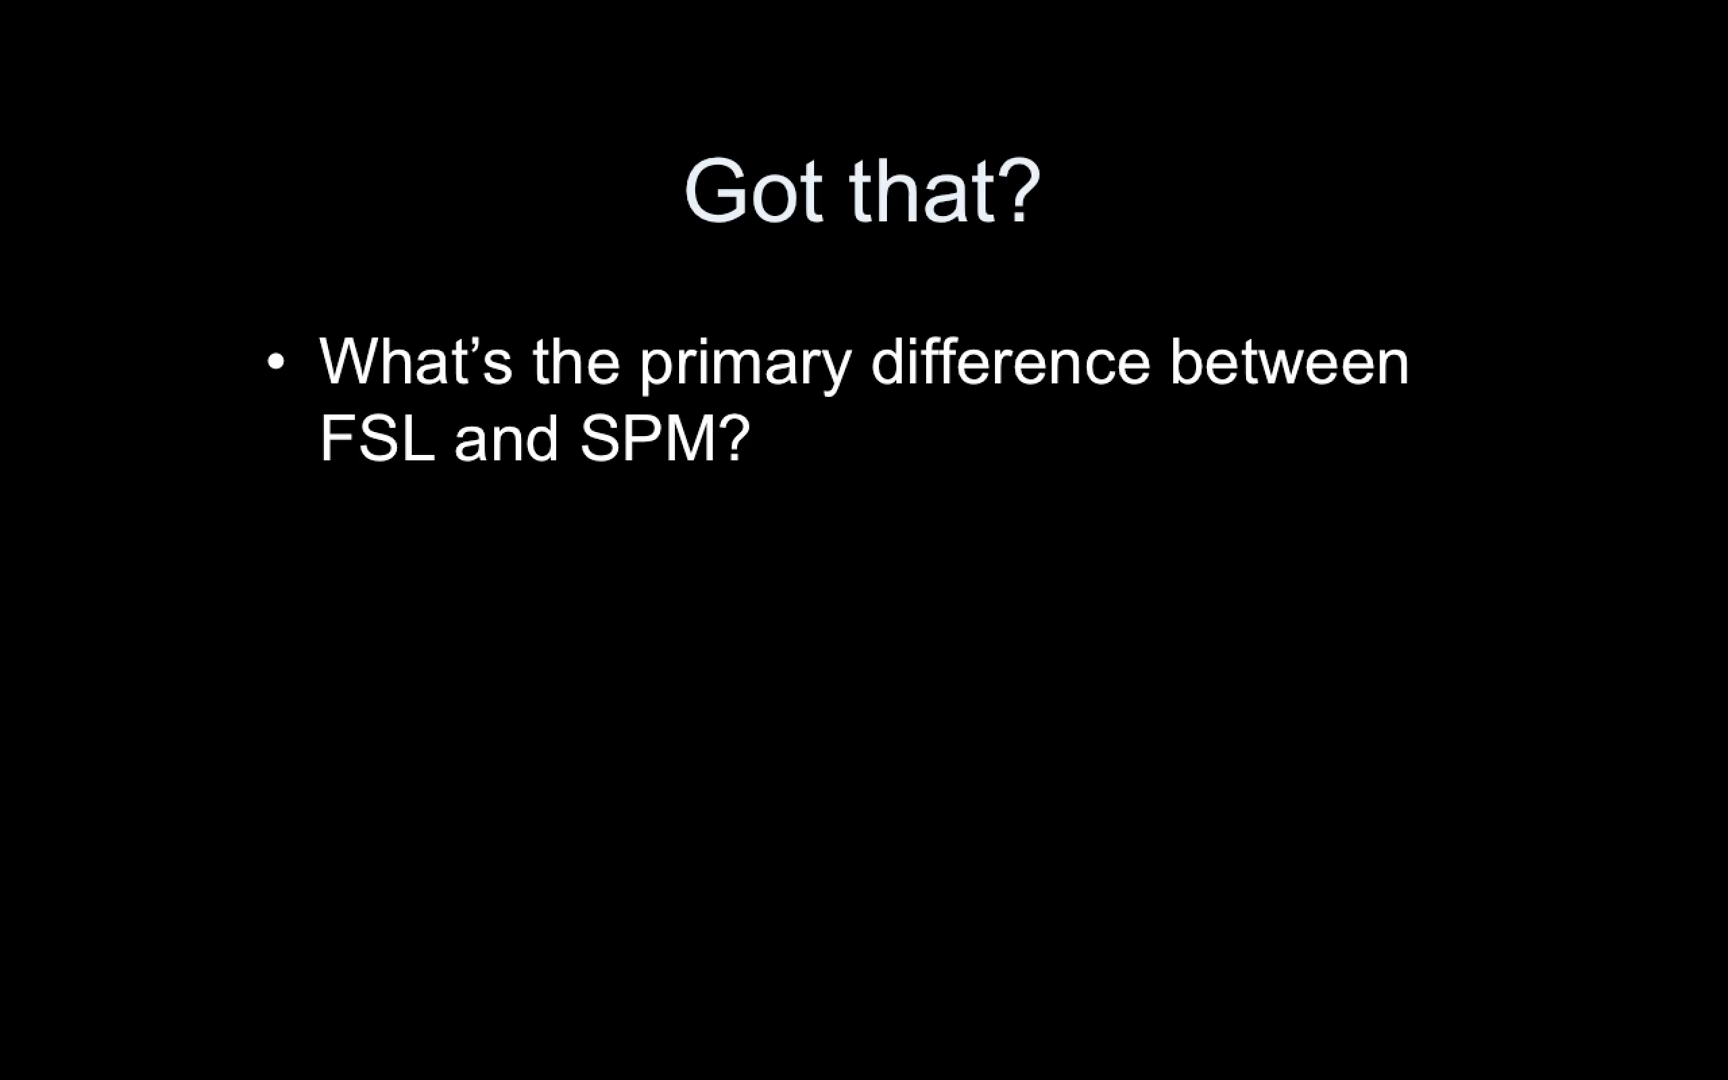 Got that?
• What’s the primary difference between
FSL and SPM?